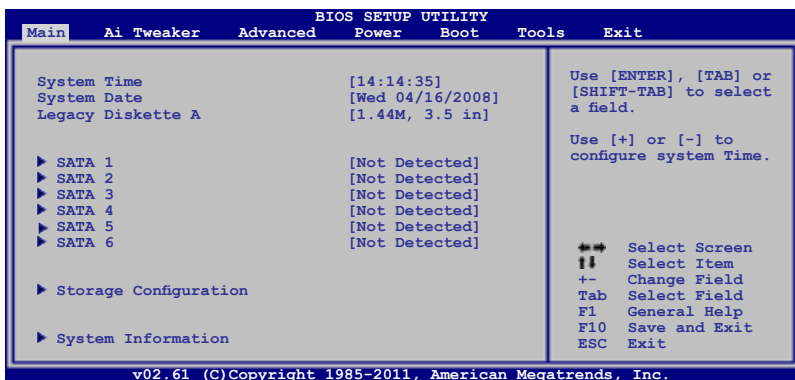 BIOS SETUP UTILITY
Main Ai Tweaker Advanced Power Boot Tools Exit
System Time [14:14:35]
System Date [Wed 04/16/2008]
Legacy Diskette A [1.44M, 3.5 in]
SATA 1 [Not Detected]
SATA 2 [Not Detected]
SATA 3 [Not Detected]
SATA 4 [Not Detected]
SATA 5 [Not Detected]
SATA 6 [Not Detected]
Storage Configuration
System Information
Use [ENTER], [TAB] or
[SHIFT-TAB] to select
a field.
Use [+] or [-] to
configure system Time.
Select Screen
Select Item
+- Change Field
Tab Select Field
F1 General Help
F10 Save and Exit
ESC Exit
v02.61 (C)Copyright 1985-2011, American Megatrends, Inc.